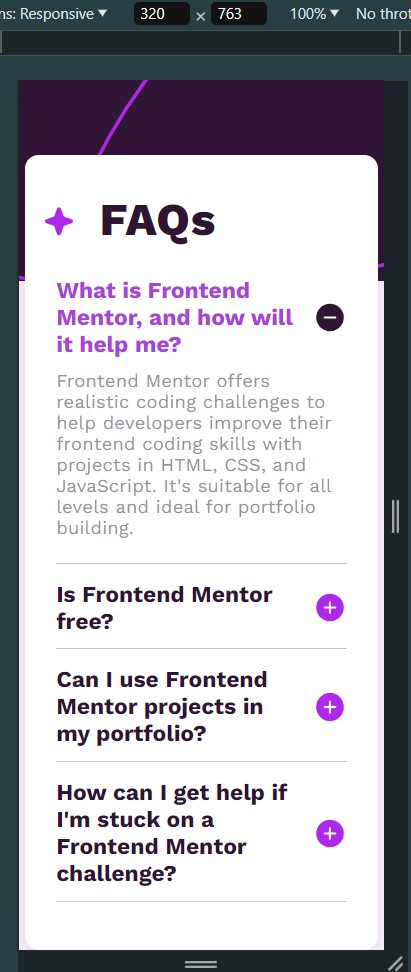 ns: Responsive ▼ 320 × 763 100% ▼ No thro
FAQs
What is Frontend
Mentor, and how will
it help me?
Frontend Mentor offers
realistic coding challenges to
help developers improve their
frontend coding skills with
projects in HTML, CSS, and
JavaScript. It's suitable for all
levels and ideal for portfolio
building.
Is Frontend Mentor
free?
Can I use Frontend
Mentor projects in
my portfolio?
How can I get help if
I'm stuck on a
Frontend Mentor
challenge?